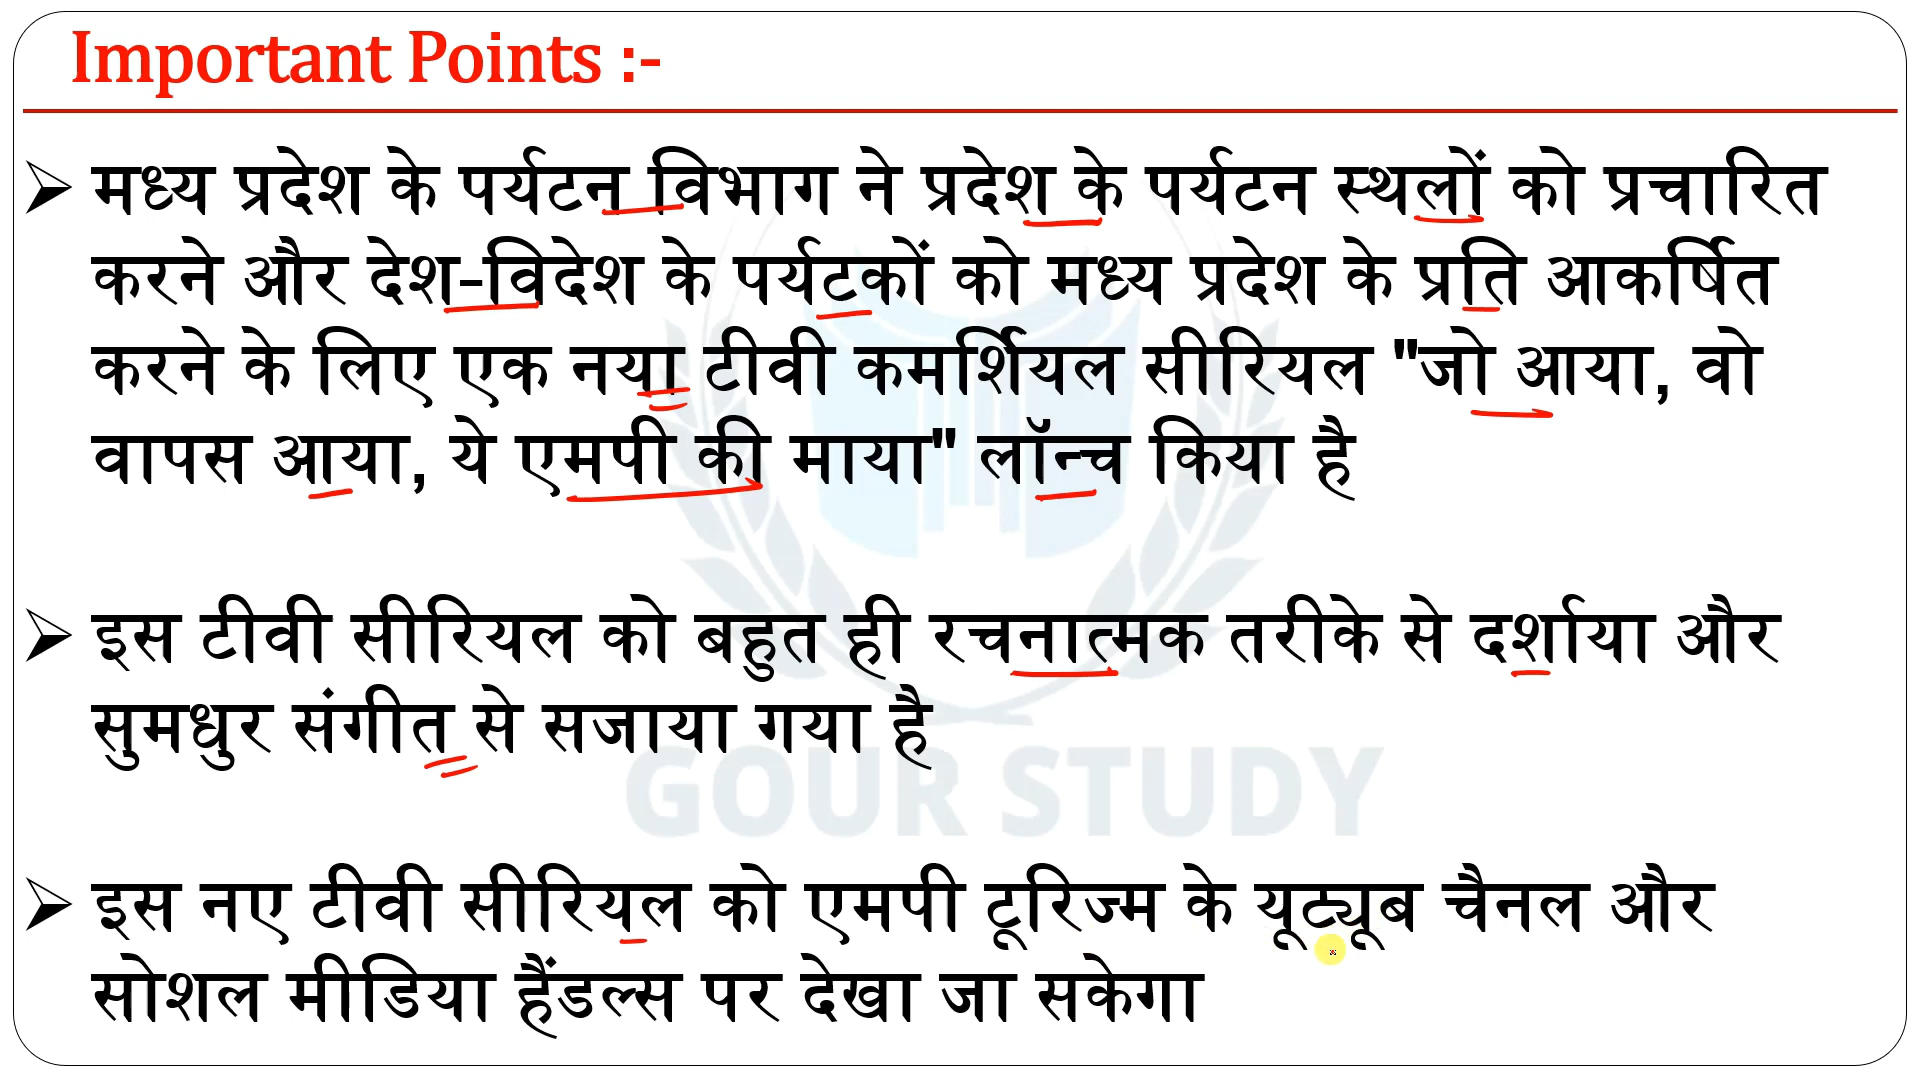 Important Points :-
➢ मध्य प्रदेश के पर्यटन विभाग ने प्रदेश के पर्यटन स्थलों को प्रचारित
करने और देश-विदेश के पर्यटकों को मध्य प्रदेश के प्रति आकर्षित
करने के लिए एक नया टीवी कमर्शियल सीरियल "जो आया, वो
वापस आया, ये एमपी की माया" लॉन्च किया है
➢ इस टीवी सीरियल को बहुत ही रचनात्मक तरीके से दर्शाया और
सुमधुर संगीत से सजाया गया है
GOUR STUDY
➢ इस नए टीवी सीरियल को एमपी टूरिज्म के यूट्यूब चैनल और
सोशल मीडिया हैंडल्स पर देखा जा सकेगा